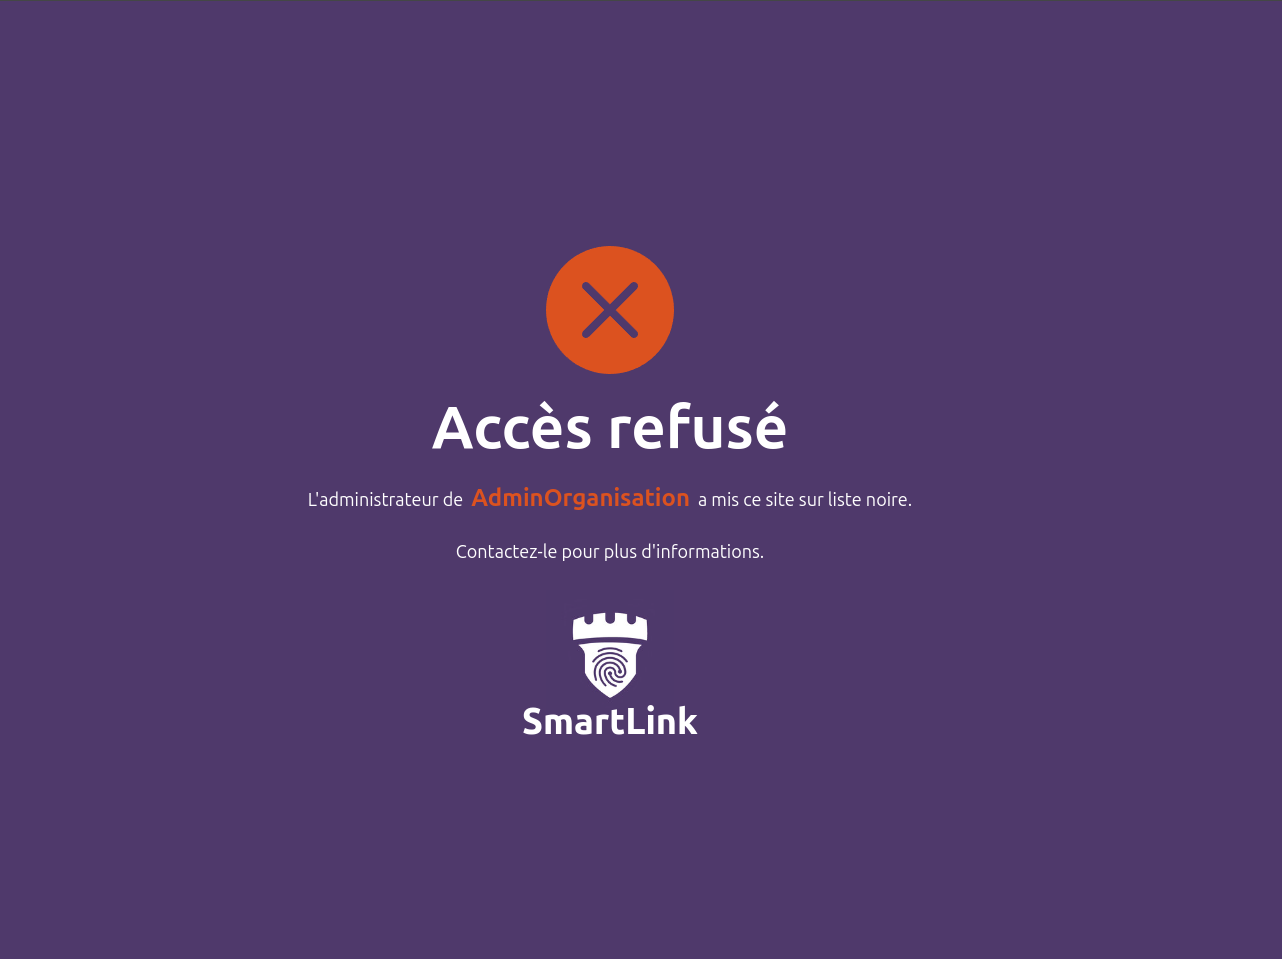 Accès refusé
L'administrateur de AdminOrganisation a mis ce site sur liste noire.
Contactez-le pour plus d'informations.
SmartLink